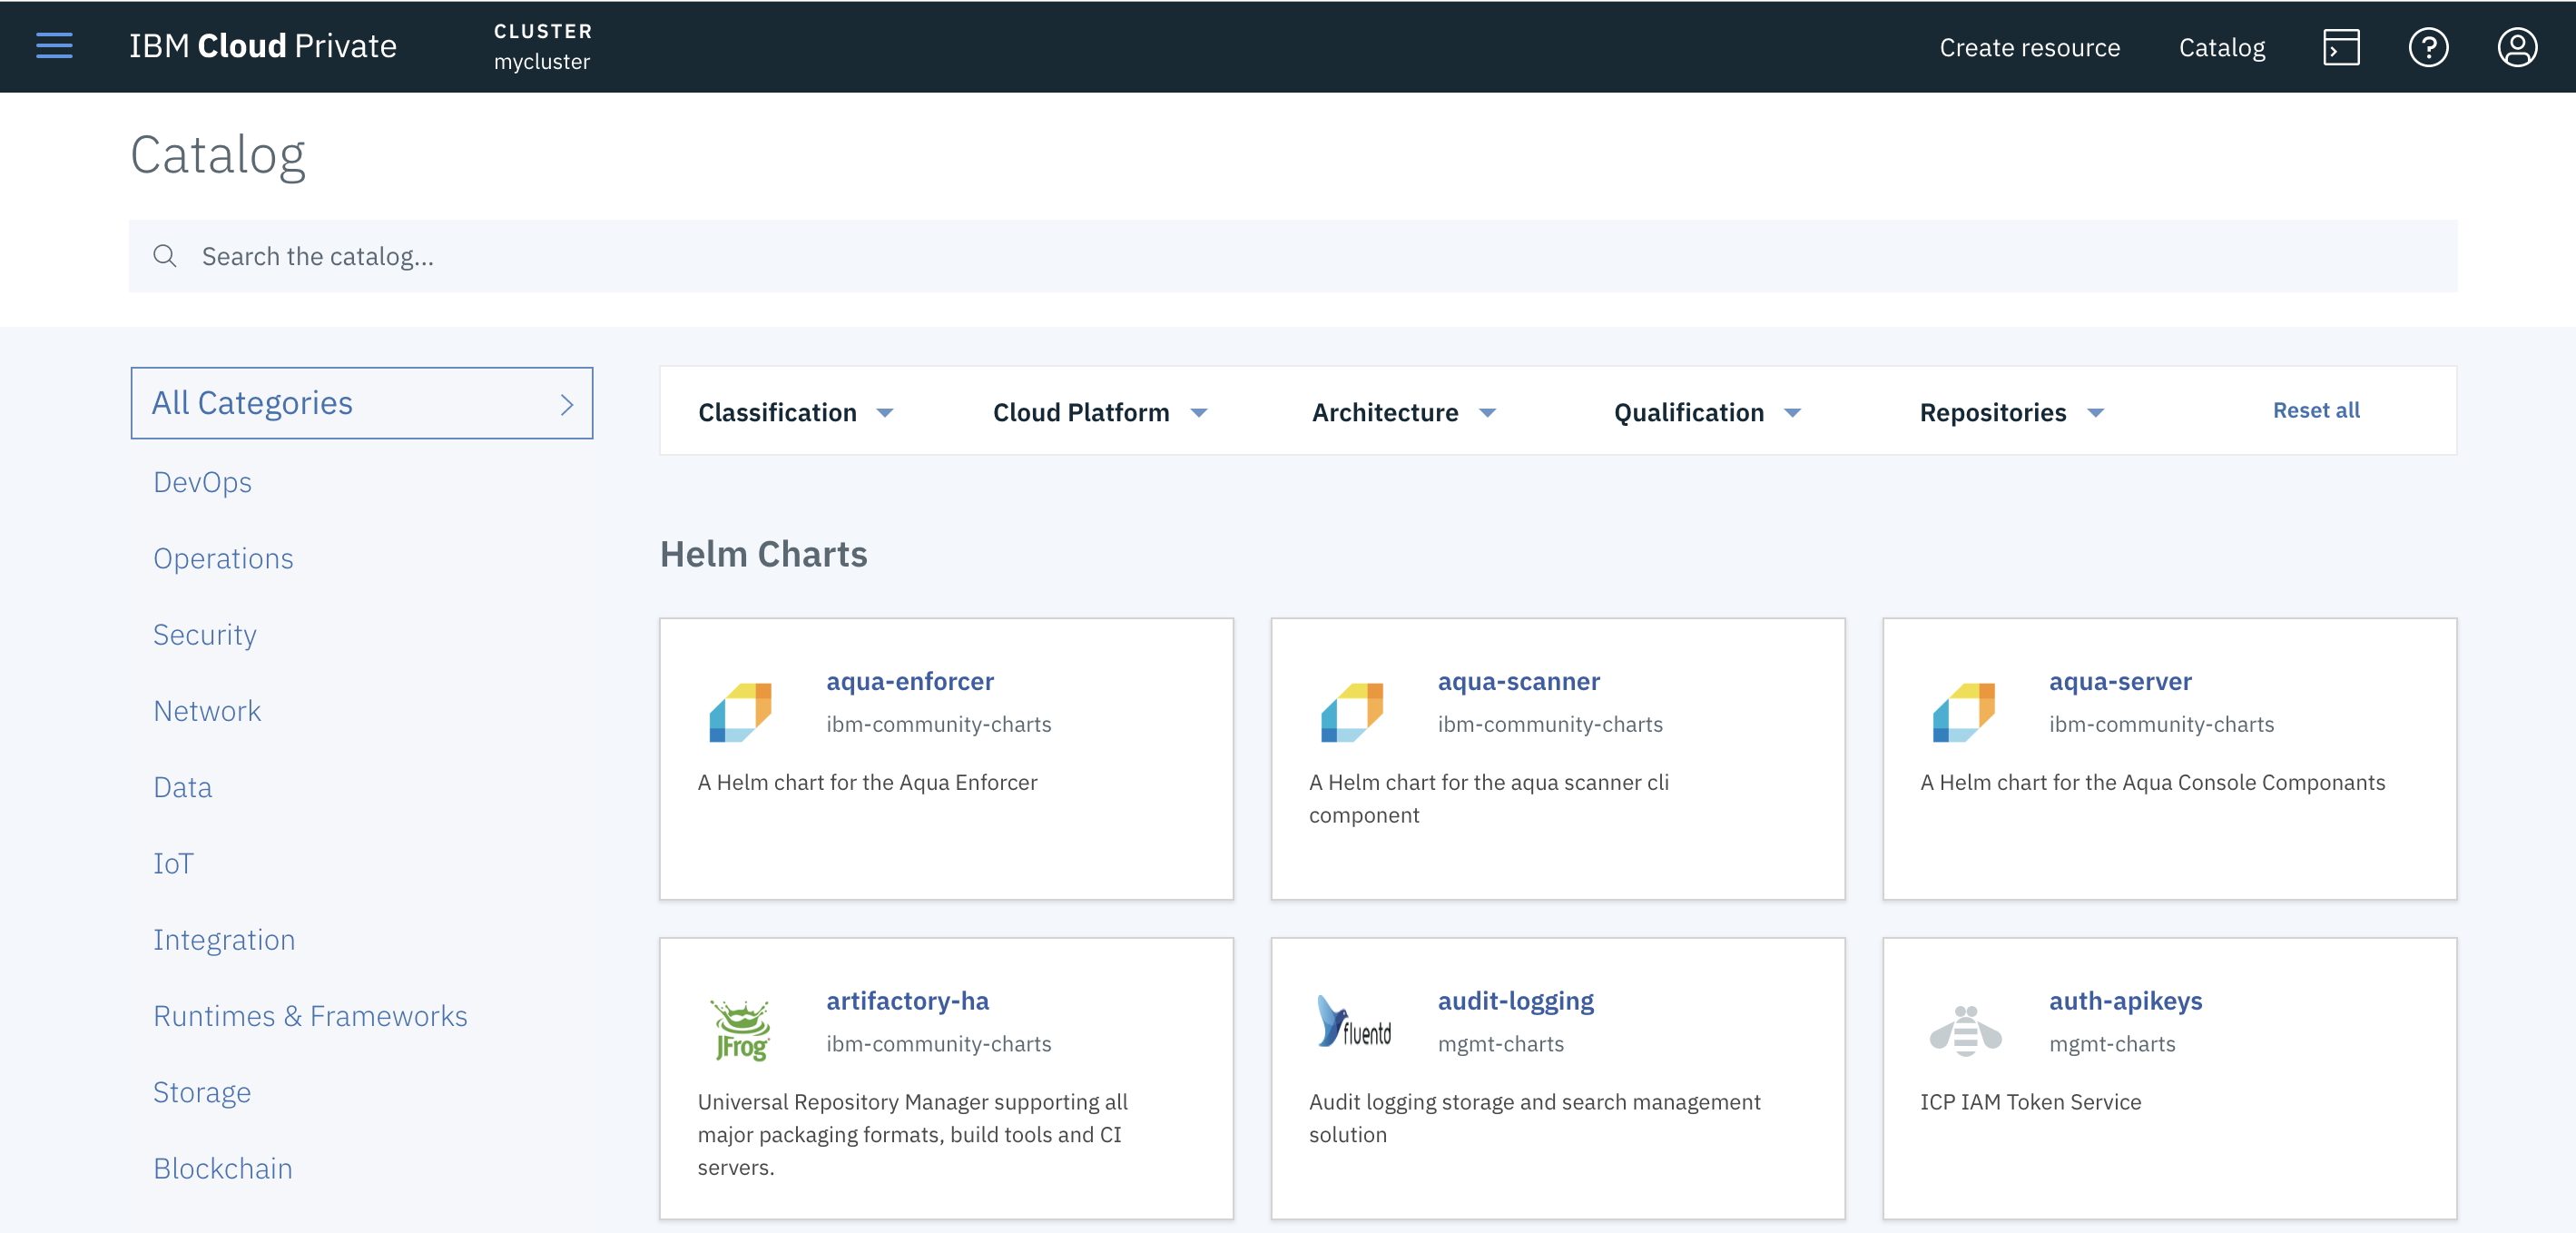 IBM Cloud Private
CLUSTER
mycluster
Create resource
Catalog
Catalog
Search the catalog...
All Categories
DevOps
Operations
Security
Network
Data
IoT
Integration
Runtimes & Frameworks
Storage
Blockchain
Classification
Cloud Platform
Architecture
Qualification
Repositories
Reset all
Helm Charts
aqua-enforcer
ibm-community-charts
A Helm chart for the Aqua Enforcer
aqua-scanner
ibm-community-charts
A Helm chart for the aqua scanner cli
component
aqua-server
ibm-community-charts
A Helm chart for the Aqua Console Componants
JFrog
artifactory-ha
ibm-community-charts
Universal Repository Manager supporting all
major packaging formats, build tools and CI
servers.
fluentd
audit-logging
mgmt-charts
Audit logging storage and search management
solution
auth-apikeys
mgmt-charts
ICP IAM Token Service